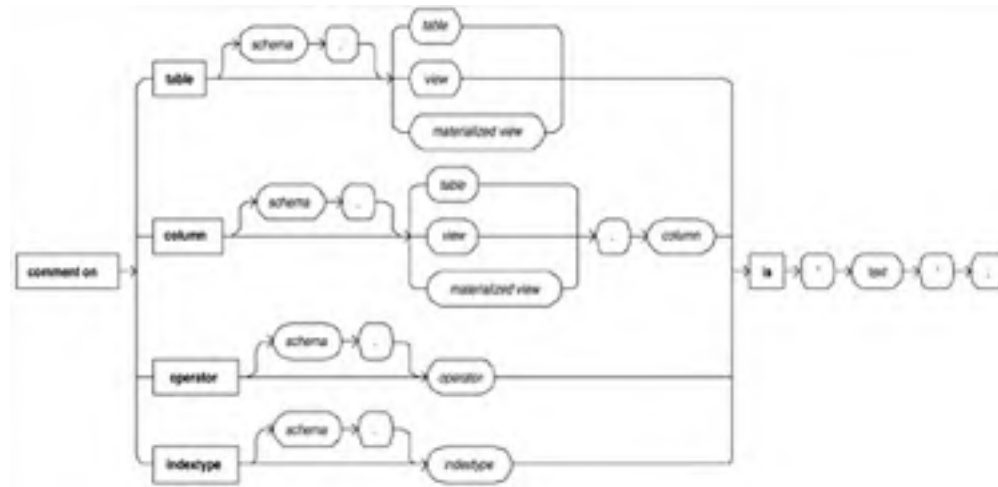 table
schema .
table
view
materialized view
column
schema .
table
view
materialized view
. column
comment on
is ' text ' ;
operator
schema .
operator
indextype
schema .
indextype